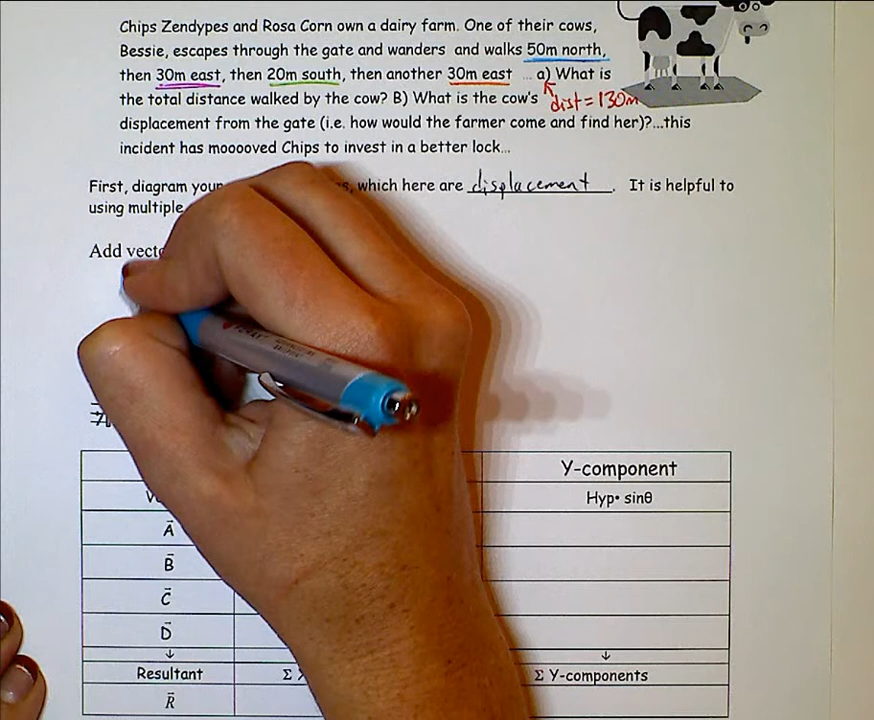 Chips Zendypes and Rosa Corn own a dairy farm. One of their cows,
Bessie, escapes through the gate and wanders and walks 50m north,
then 30m east, then 20m south, then another 30m east ... a) What is
the total distance walked by the cow? B) What is the cow's
dist = 130m
displacement from the gate (i.e. how would the farmer come and find her)?...this
incident has mooooved Chips to invest in a better lock...
First, diagram your , which here are displacement. It is helpful to
using multiple
Add
Y-component
Hyp• sinθ
A⃗
B⃗
C⃗
D⃗
↓ ↓
Resultant Σ Σ Y-components
R⃗